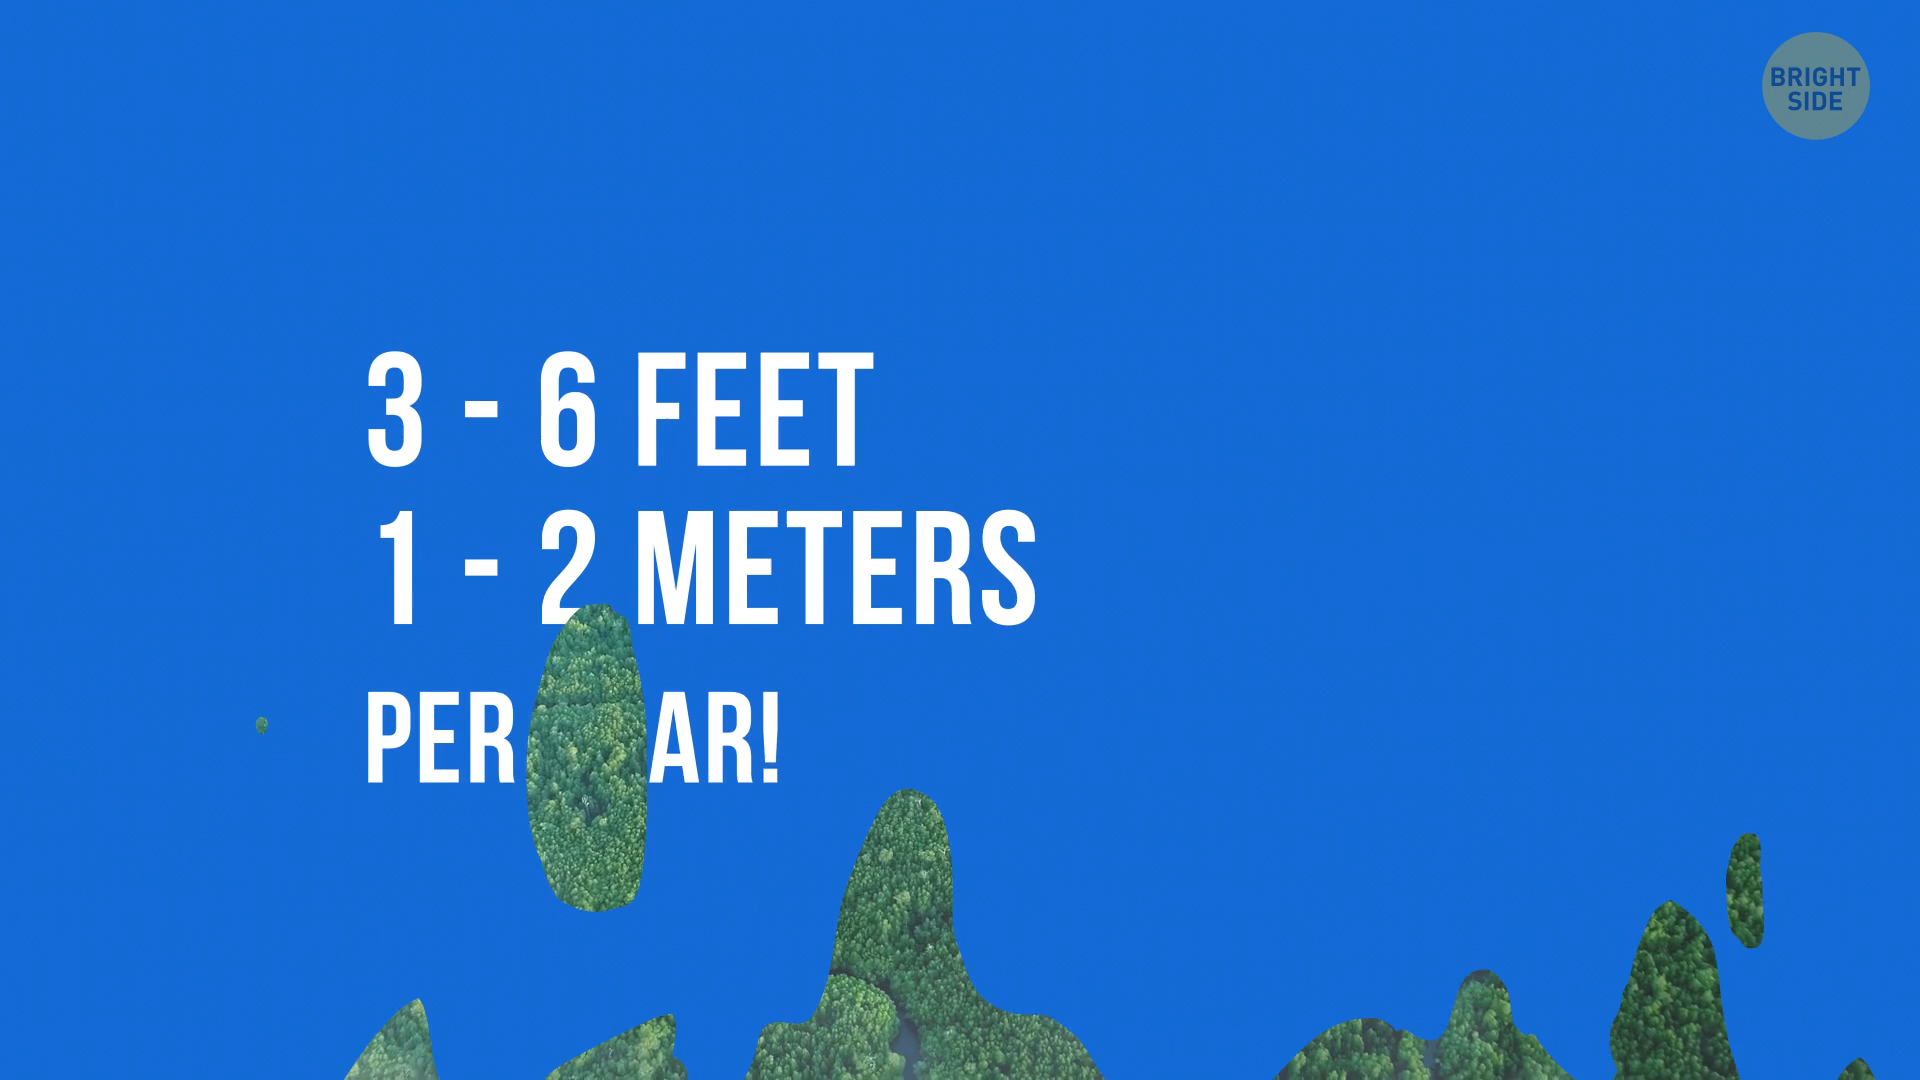 BRIGHT
SIDE
3 - 6 FEET
1 - 2 METERS
PER AR!